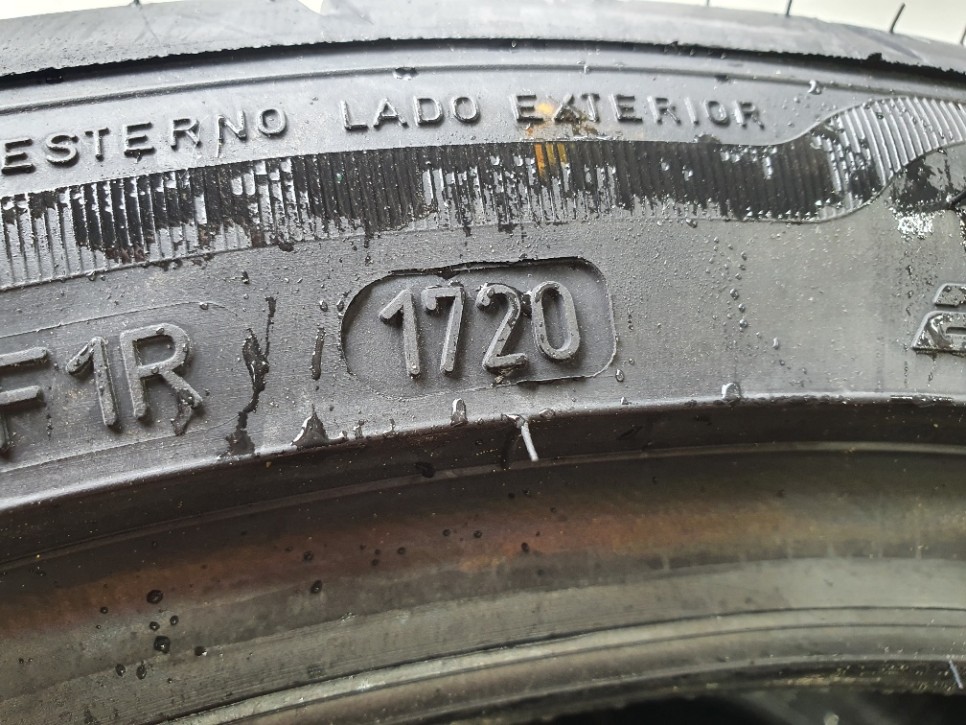 ESTERNO LADO EXTERIOR
F1R 1720